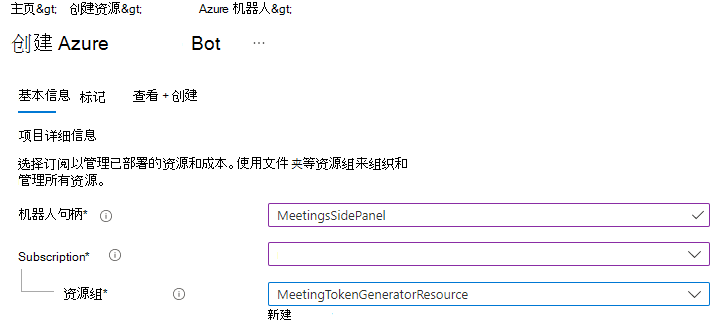 主页&gt; 创建资源&gt; Azure 机器人&gt;
创建 Azure Bot ···
基本信息 标记 查看 + 创建
项目详细信息
选择订阅以管理已部署的资源和成本。使用文件夹等资源组来组织和
管理所有资源。
机器人句柄* MeetingsSidePanel
Subscription*
资源组* MeetingTokenGeneratorResource
新建